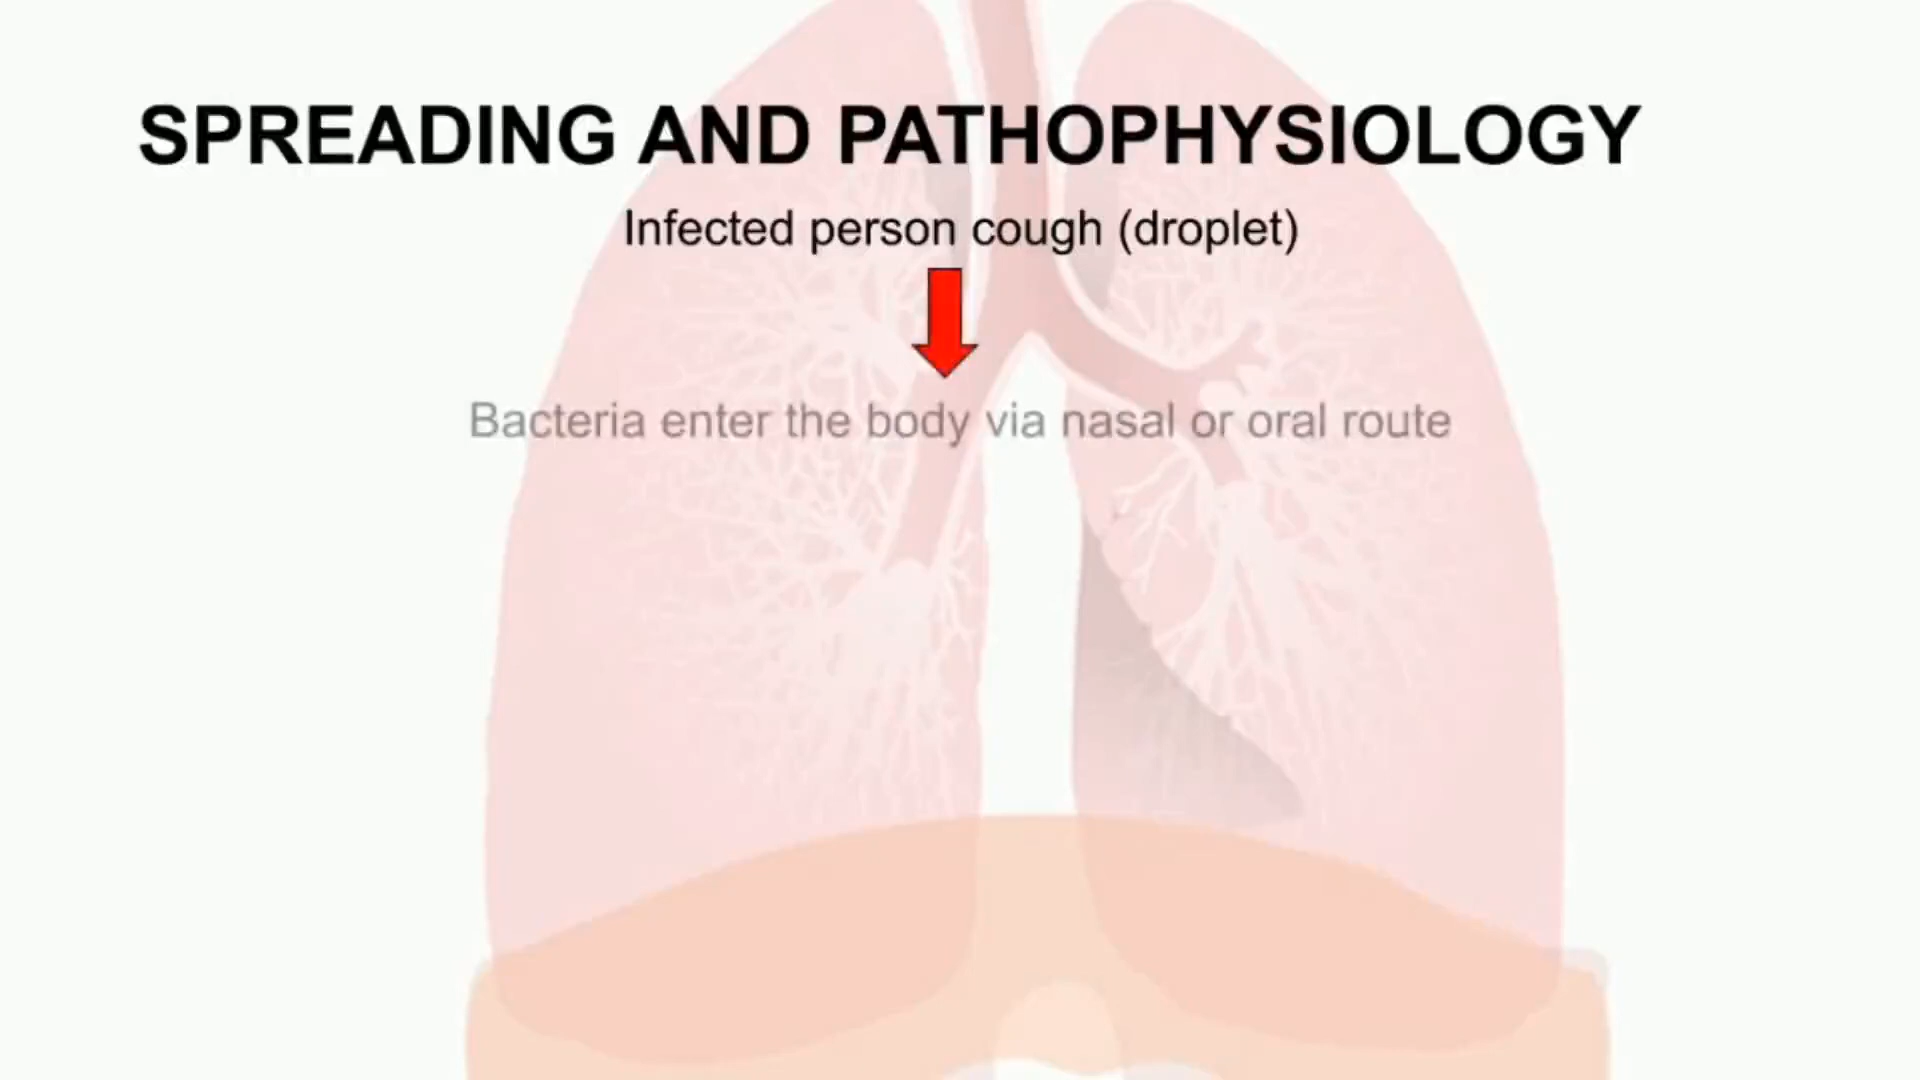 SPREADING AND PATHOPHYSIOLOGY
Infected person cough (droplet)
Bacteria enter the body via nasal or oral route